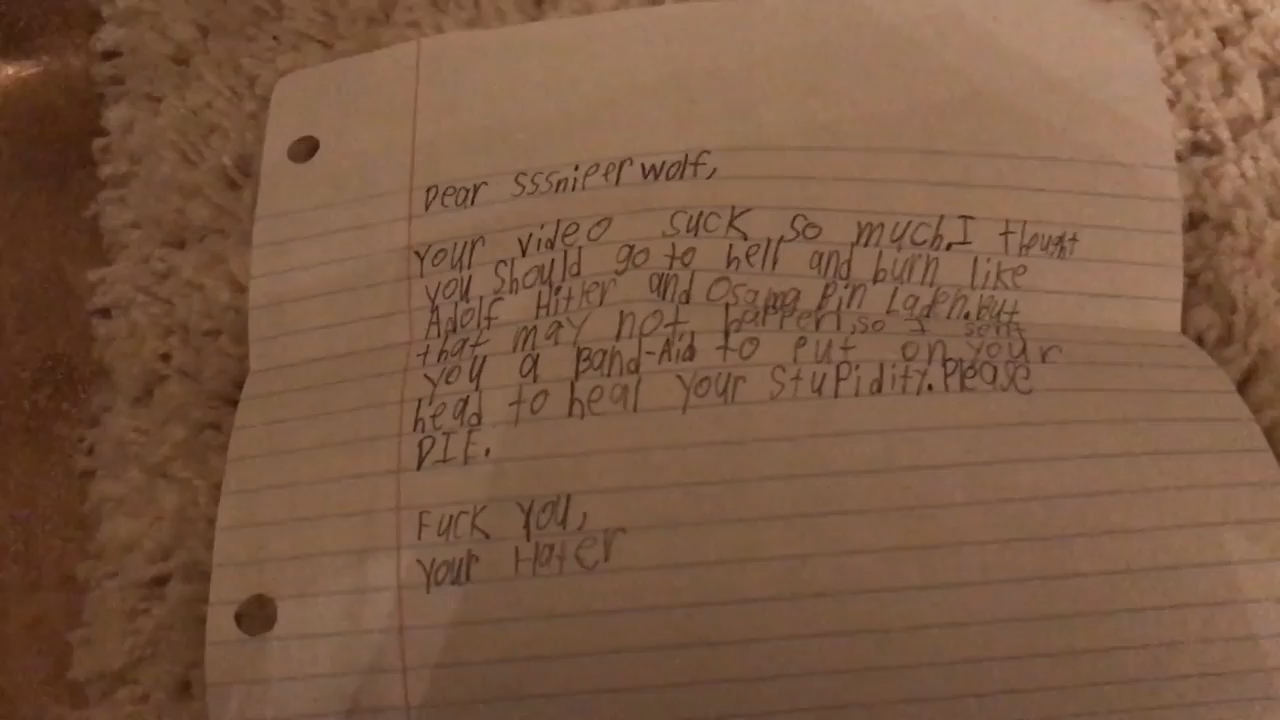 Dear SSSniperwolf,
Your video suck so much. I thought
you should go to hell and burn like
Adolf Hitler and Osama Bin Laden. But
that may not happen, so I sent
you a Band-Aid to put on your
head to heal your stupidity. Please
DIE.
Fuck You,
Your Hater